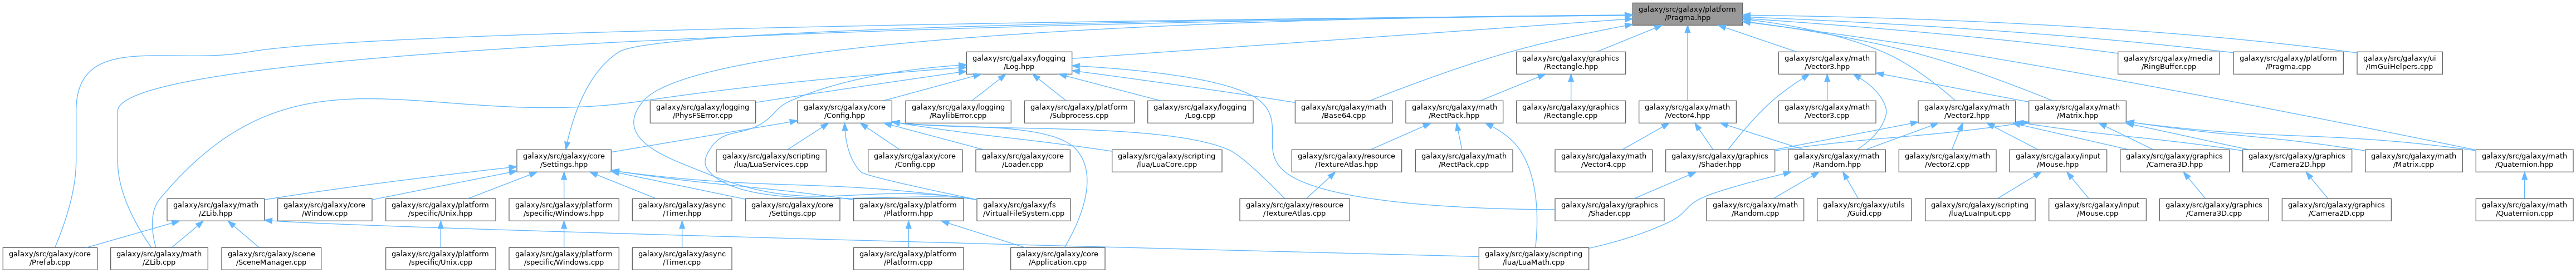 galaxy/src/galaxy/platform
/Pragma.hpp
galaxy/src/galaxy/logging
/Log.hpp
galaxy/src/galaxy/graphics
/Rectangle.hpp
galaxy/src/galaxy/math
/Vector3.hpp
galaxy/src/galaxy/media
/RingBuffer.cpp
galaxy/src/galaxy/platform
/Pragma.cpp
galaxy/src/galaxy/ui
/ImGuiHelpers.cpp
galaxy/src/galaxy/logging
/PhysFSError.cpp
galaxy/src/galaxy/core
/Config.hpp
galaxy/src/galaxy/logging
/RaylibError.cpp
galaxy/src/galaxy/platform
/Subprocess.cpp
galaxy/src/galaxy/logging
/Log.cpp
galaxy/src/galaxy/math
/Base64.cpp
galaxy/src/galaxy/math
/RectPack.hpp
galaxy/src/galaxy/graphics
/Rectangle.cpp
galaxy/src/galaxy/math
/Vector4.hpp
galaxy/src/galaxy/math
/Vector3.cpp
galaxy/src/galaxy/math
/Vector2.hpp
galaxy/src/galaxy/math
/Matrix.hpp
galaxy/src/galaxy/core
/Settings.hpp
galaxy/src/galaxy/scripting
/lua/LuaServices.cpp
galaxy/src/galaxy/core
/Config.cpp
galaxy/src/galaxy/core
/Loader.cpp
galaxy/src/galaxy/scripting
/lua/LuaCore.cpp
galaxy/src/galaxy/resource
/TextureAtlas.hpp
galaxy/src/galaxy/math
/RectPack.cpp
galaxy/src/galaxy/math
/Vector4.cpp
galaxy/src/galaxy/graphics
/Shader.hpp
galaxy/src/galaxy/math
/Random.hpp
galaxy/src/galaxy/math
/Vector2.cpp
galaxy/src/galaxy/input
/Mouse.hpp
galaxy/src/galaxy/graphics
/Camera3D.hpp
galaxy/src/galaxy/graphics
/Camera2D.hpp
galaxy/src/galaxy/math
/Matrix.cpp
galaxy/src/galaxy/math
/Quaternion.hpp
galaxy/src/galaxy/math
/ZLib.hpp
galaxy/src/galaxy/core
/Window.cpp
galaxy/src/galaxy/platform
/specific/Unix.hpp
galaxy/src/galaxy/platform
/specific/Windows.hpp
galaxy/src/galaxy/async
/Timer.hpp
galaxy/src/galaxy/core
/Settings.cpp
galaxy/src/galaxy/platform
/Platform.hpp
galaxy/src/galaxy/fs
/VirtualFileSystem.cpp
galaxy/src/galaxy/resource
/TextureAtlas.cpp
galaxy/src/galaxy/graphics
/Shader.cpp
galaxy/src/galaxy/math
/Random.cpp
galaxy/src/galaxy/utils
/Guid.cpp
galaxy/src/galaxy/scripting
/lua/LuaInput.cpp
galaxy/src/galaxy/input
/Mouse.cpp
galaxy/src/galaxy/graphics
/Camera3D.cpp
galaxy/src/galaxy/graphics
/Camera2D.cpp
galaxy/src/galaxy/math
/Quaternion.cpp
galaxy/src/galaxy/core
/Prefab.cpp
galaxy/src/galaxy/math
/ZLib.cpp
galaxy/src/galaxy/scene
/SceneManager.cpp
galaxy/src/galaxy/platform
/specific/Unix.cpp
galaxy/src/galaxy/platform
/specific/Windows.cpp
galaxy/src/galaxy/async
/Timer.cpp
galaxy/src/galaxy/platform
/Platform.cpp
galaxy/src/galaxy/core
/Application.cpp
galaxy/src/galaxy/scripting
/lua/LuaMath.cpp